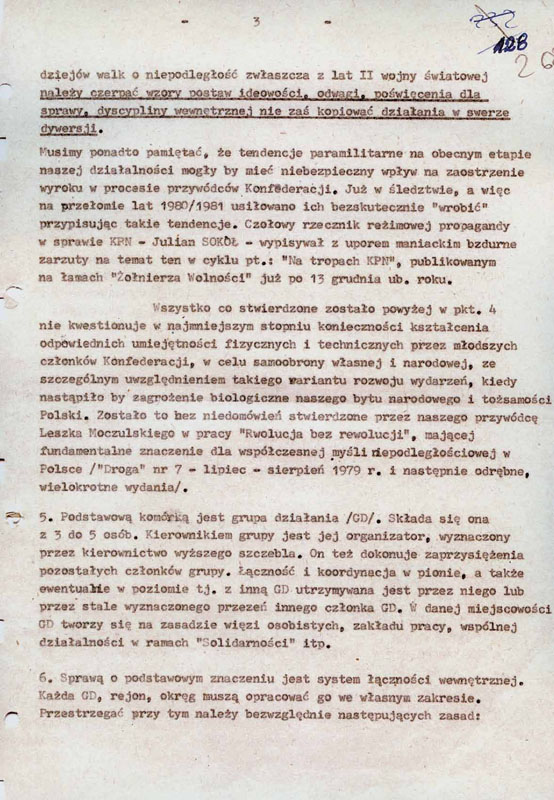 - 3 -
128
26
dziejów walk o niepodległość zwłaszcza z lat II wojny światowej
należy czerpać wzory postaw ideowości, odwagi, poświęcenia dla
sprawy, dyscypliny wewnętrznej nie zaś kopiować działania w swerze
dywersji.
Musimy ponadto pamiętać, że tendencje paramilitarne na obecnym etapie
naszej działalności mogły by mieć niebezpieczny wpływ na zaostrzenie
wyroku w procesie przywódców Konfederacji. Już w śledztwie, a więc
na przełomie lat 1980/1981 usiłowano ich bezskutecznie "wrobić"
przypisując takie tendencje. Czołowy rzecznik reżimowej propagandy
w sprawie KPN - Julian SOKÓŁ - wypisywał z uporem maniackim bzdurne
zarzuty na temat ten w cyklu pt.: "Na tropach KPN", publikowanym
na łamach "Żołnierza Wolności" już po 13 grudnia ub. roku.
Wszystko co stwierdzone zostało powyżej w pkt. 4
nie kwestionuje w najmniejszym stopniu konieczności kształcenia
odpowiednich umiejętności fizycznych i technicznych przez młodszych
członków Konfederacji, w celu samoobrony własnej i narodowej, ze
szczególnym uwzględnieniem takiego wariantu rozwoju wydarzeń, kiedy
nastąpiło by zagrożenie biologiczne naszego bytu narodowego i tożsamości
Polski. Zostało to bez niedomówień stwierdzone przez naszego przywódcę
Leszka Moczulskiego w pracy "Rwolucja bez rewolucji", mającej
fundamentalne znaczenie dla współczesnej myśli niepodległościowej w
Polsce /"Droga" nr 7 - lipiec - sierpień 1979 r. i następnie odrębne,
wielokrotne wydania/.
5. Podstawową komórką jest grupa działania /GD/. Składa się ona
z 3 do 5 osób. Kierownikiem grupy jest jej organizator, wyznaczony
przez kierownictwo wyższego szczebla. On też dokonuje zaprzysiężenia
pozostałych członków grupy. Łączność i koordynacja w pionie, a także
ewentualnie w poziomie tj. z inną GD utrzymywana jest przez niego lub
przez stale wyznaczonego przezeń innego członka GD. W danej miejscowości
GD tworzy się na zasadzie więzi osobistych, zakładu pracy, wspólnej
działalności w ramach "Solidarności" itp.
6. Sprawą o podstawowym znaczeniu jest system łączności wewnętrznej.
Każda GD, rejon, okręg muszą opracować go we własnym zakresie.
Przestrzegać przy tym należy bezwzględnie następujących zasad: